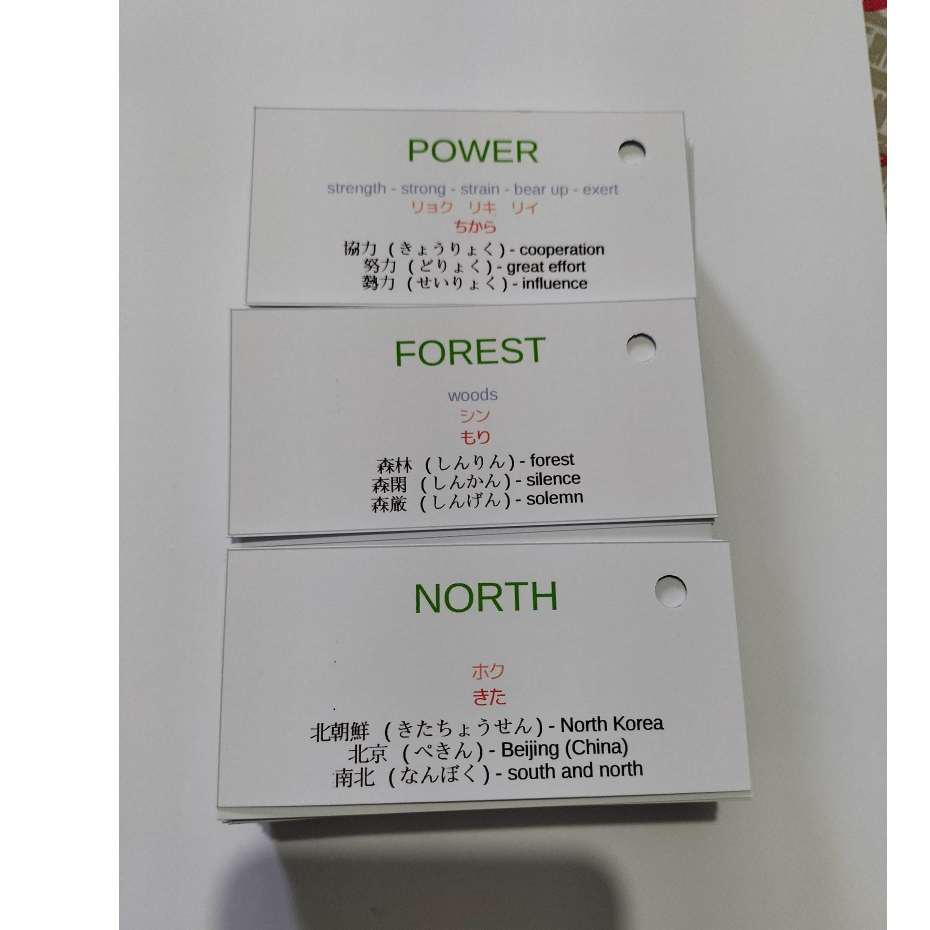 POWER
strength - strong - strain - bear up - exert
リョク リキ リイ
ちから
協力 (きょうりょく) - cooperation
努力 (どりょく) - great effort
勢力 (せいりょく) - influence
FOREST
woods
シン
もり
森林 (しんりん) - forest
森閑 (しんかん) - silence
森厳 (しんげん) - solemn
NORTH
ホク
きた
北朝鮮 (きたちょうせん) - North Korea
北京 (ぺきん) - Beijing (China)
南北 (なんぼく) - south and north